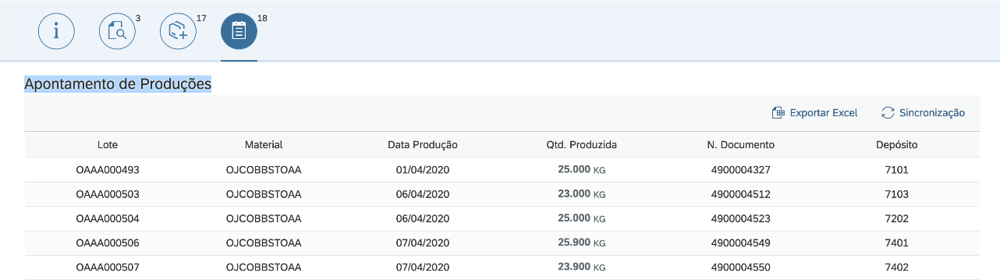 i 3 17 18
Apontamento de Produções
Exportar Excel Sincronização
Lote Material Data Produção Qtd. Produzida N. Documento Depósito
OAAA000493 OJCOBBSTOAA 01/04/2020 25.000 KG 4900004327 7101
OAAA000503 OJCOBBSTOAA 06/04/2020 23.000 KG 4900004512 7103
OAAA000504 OJCOBBSTOAA 06/04/2020 25.000 KG 4900004523 7202
OAAA000506 OJCOBBSTOAA 07/04/2020 25.900 KG 4900004549 7401
OAAA000507 OJCOBBSTOAA 07/04/2020 23.900 KG 4900004550 7402